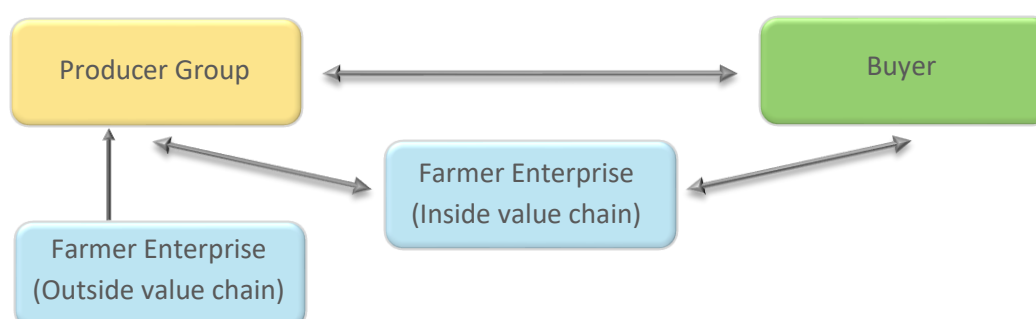 Producer Group
Buyer
Farmer Enterprise
(Inside value chain)
Farmer Enterprise
(Outside value chain)